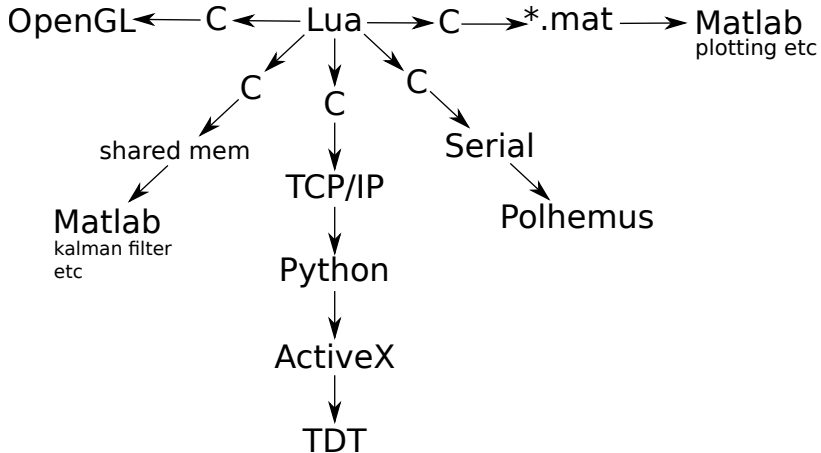 OpenGL
C
Lua
C
*.mat
Matlab
plotting etc
C
C
C
shared mem
Serial
TCP/IP
Matlab
kalman filter
etc
Polhemus
Python
ActiveX
TDT